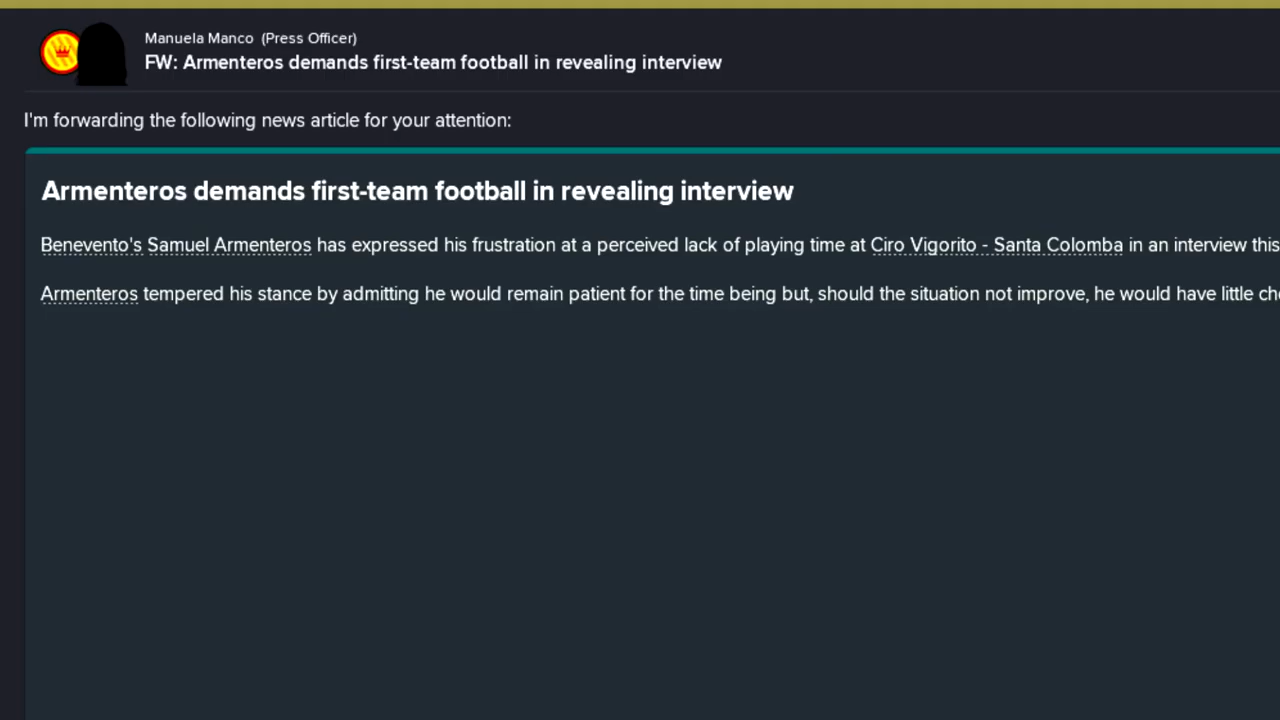 Manuela Manco (Press Officer)
FW: Armenteros demands first-team football in revealing interview
I'm forwarding the following news article for your attention:
Armenteros demands first-team football in revealing interview
Benevento's Samuel Armenteros has expressed his frustration at a perceived lack of playing time at Ciro Vigorito - Santa Colomba in an interview this
Armenteros tempered his stance by admitting he would remain patient for the time being but, should the situation not improve, he would have little